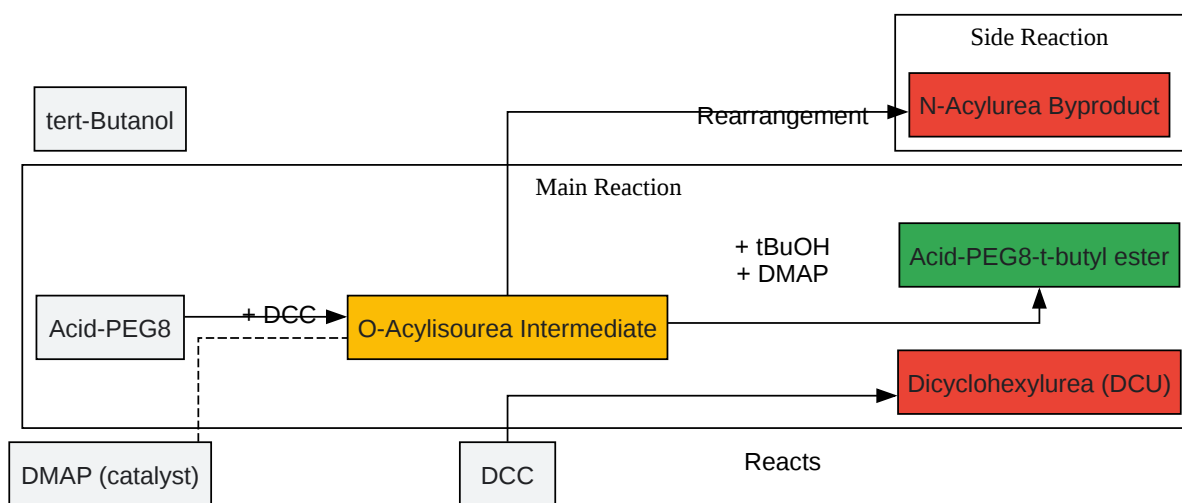 Side Reaction
N-Acylurea Byproduct
tert-Butanol
Rearrangement
Main Reaction
+ tBuOH
+ DMAP
Acid-PEG8-t-butyl ester
Acid-PEG8
+ DCC
O-Acylisourea Intermediate
Dicyclohexylurea (DCU)
DMAP (catalyst)
DCC
Reacts